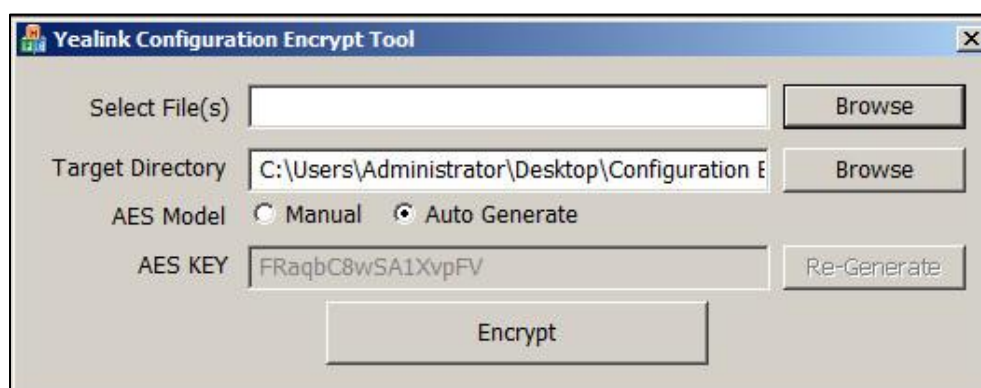 Yealink Configuration Encrypt Tool
Select File(s) Browse
Target Directory C:\Users\Administrator\Desktop\Configuration E Browse
AES Model Manual Auto Generate
AES KEY FRaqbC8wSA1XvpFV Re-Generate
Encrypt